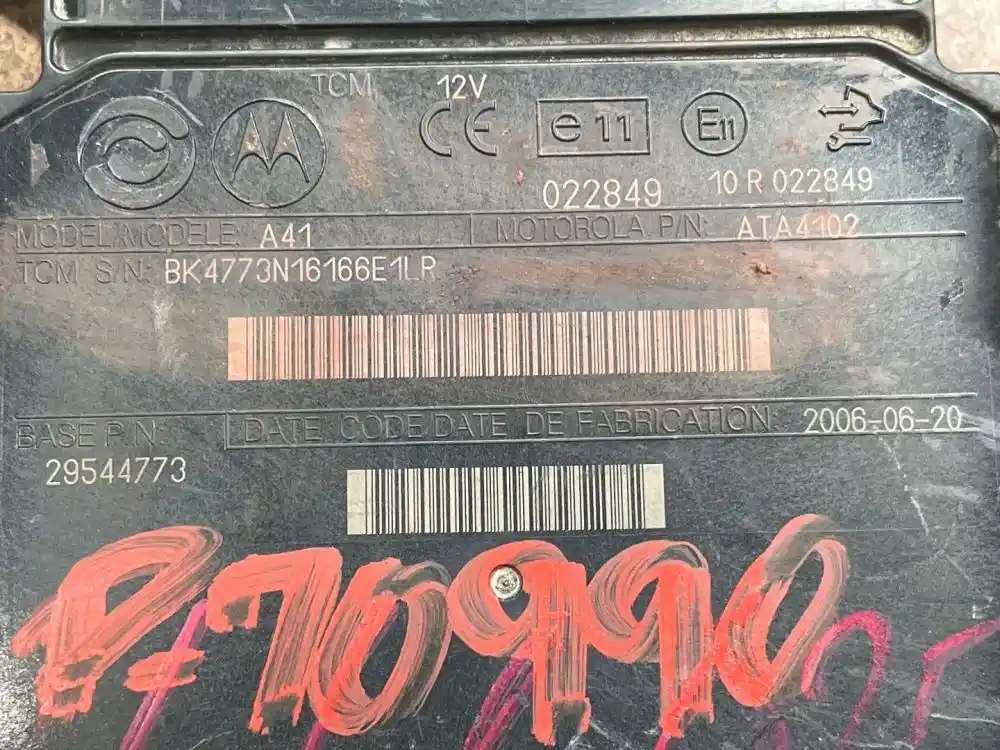 TCM 12V
CE e11 E11
022849 10 R 022849
MODEL/MODELE: A41 MOTOROLA P/N: ATA4102
TCM S/N: BK4773N16166E1LR
BASE P/N: DATE CODE/DATE DE FABRICATION: 2006-06-20
29544773
P-70990